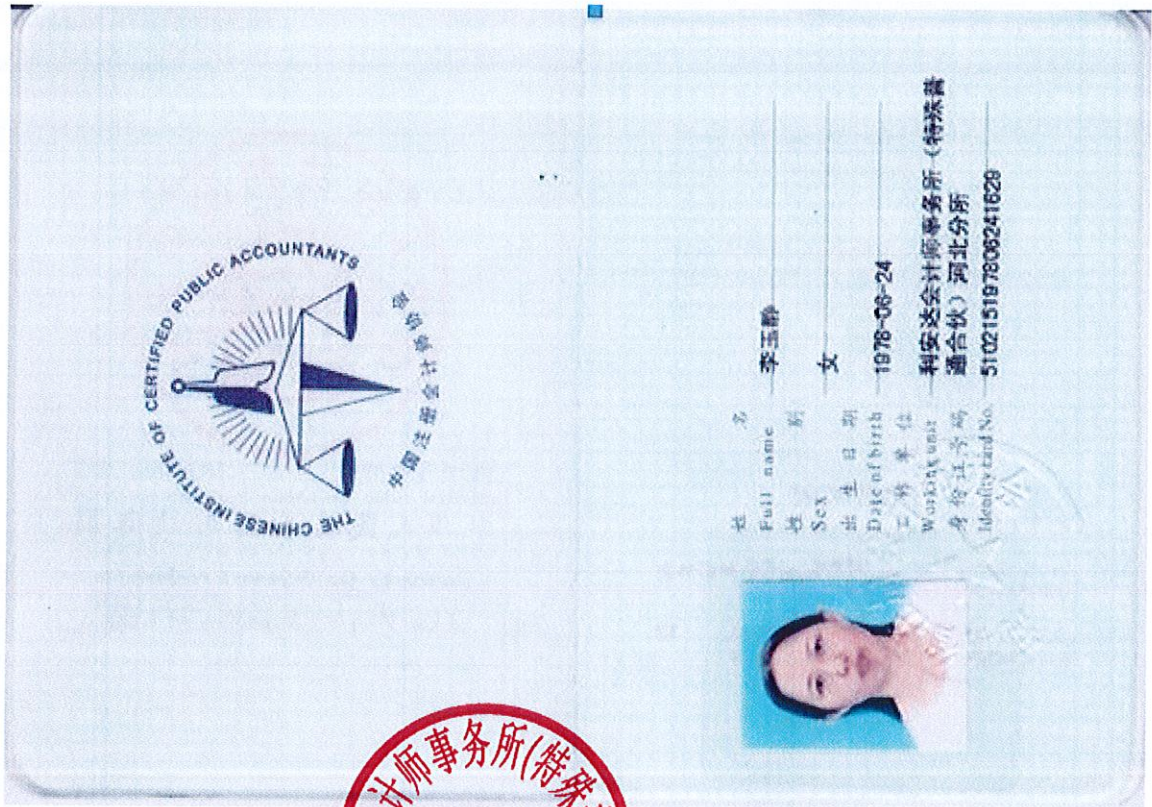 THE CHINESE INSTITUTE OF CERTIFIED PUBLIC ACCOUNTANTS
中国注册会计师协会
姓 名 李玉静
Full name
性 别 女
Sex
出生日期 1978-06-24
Date of birth
工作单位 利安达会计师事务所（特殊普
Working unit 通合伙）河北分所
身份证号码 510215197806241629
Identity card No.
计师事务所(特殊